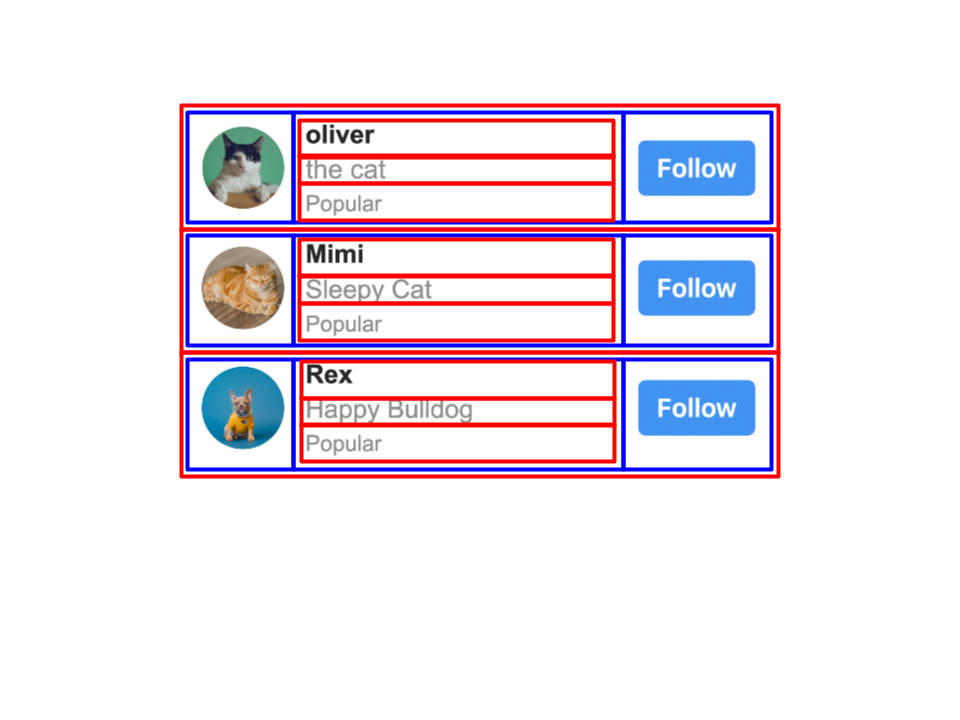 oliver
the cat
Popular
Follow
Mimi
Sleepy Cat
Popular
Follow
Rex
Happy Bulldog
Popular
Follow